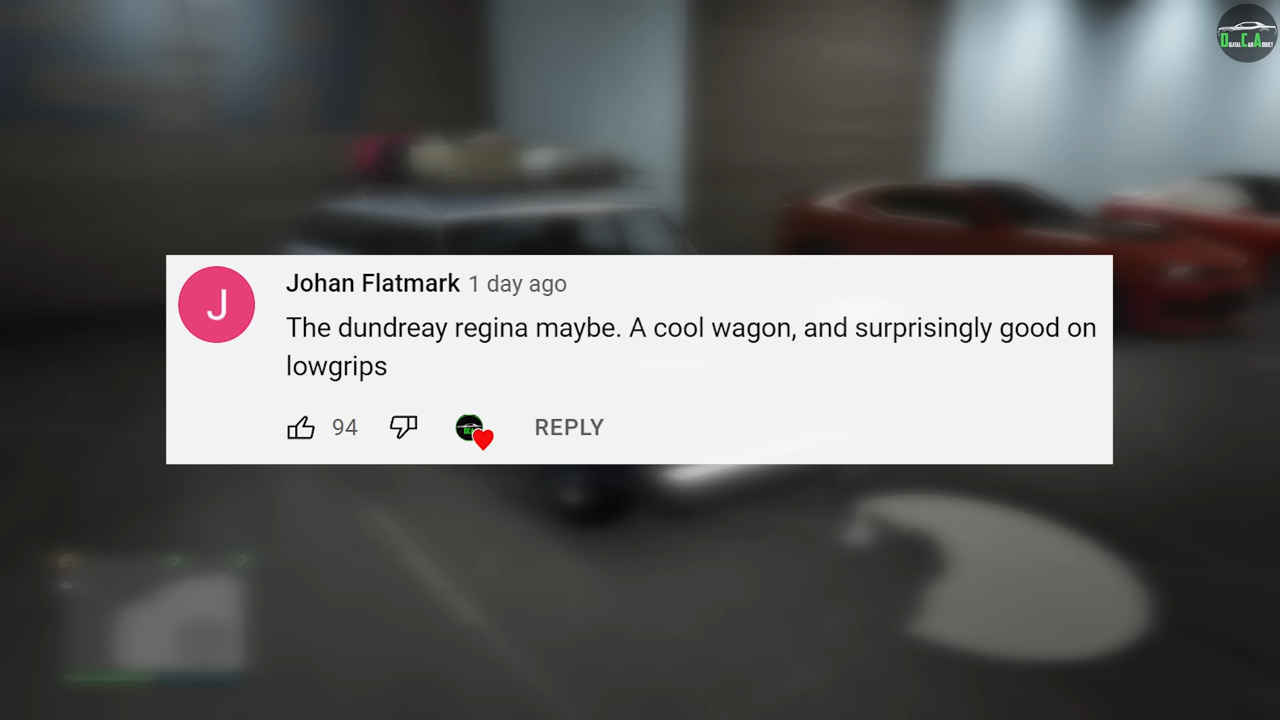 D.C.A
J
Johan Flatmark 1 day ago
The dundreay regina maybe. A cool wagon, and surprisingly good on
lowgrips
94
REPLY